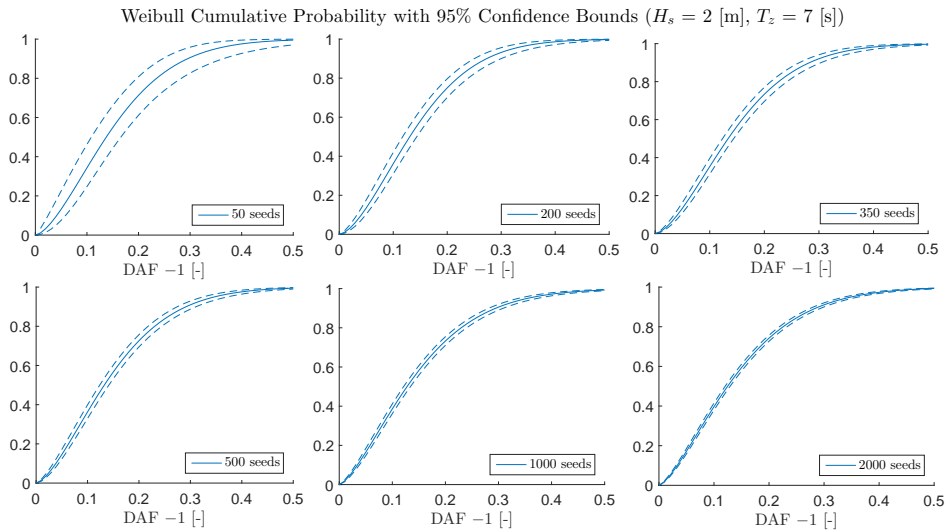 Weibull Cumulative Probability with 95% Confidence Bounds (H_s = 2 [m], T_z = 7 [s])
1
0.8
0.6
0.4
0.2
0
50 seeds
0 0.1 0.2 0.3 0.4 0.5
DAF −1 [-]
1
0.8
0.6
0.4
0.2
0
200 seeds
0 0.1 0.2 0.3 0.4 0.5
DAF −1 [-]
1
0.8
0.6
0.4
0.2
0
350 seeds
0 0.1 0.2 0.3 0.4 0.5
DAF −1 [-]
1
0.8
0.6
0.4
0.2
0
500 seeds
0 0.1 0.2 0.3 0.4 0.5
DAF −1 [-]
1
0.8
0.6
0.4
0.2
0
1000 seeds
0 0.1 0.2 0.3 0.4 0.5
DAF −1 [-]
1
0.8
0.6
0.4
0.2
0
2000 seeds
0 0.1 0.2 0.3 0.4 0.5
DAF −1 [-]